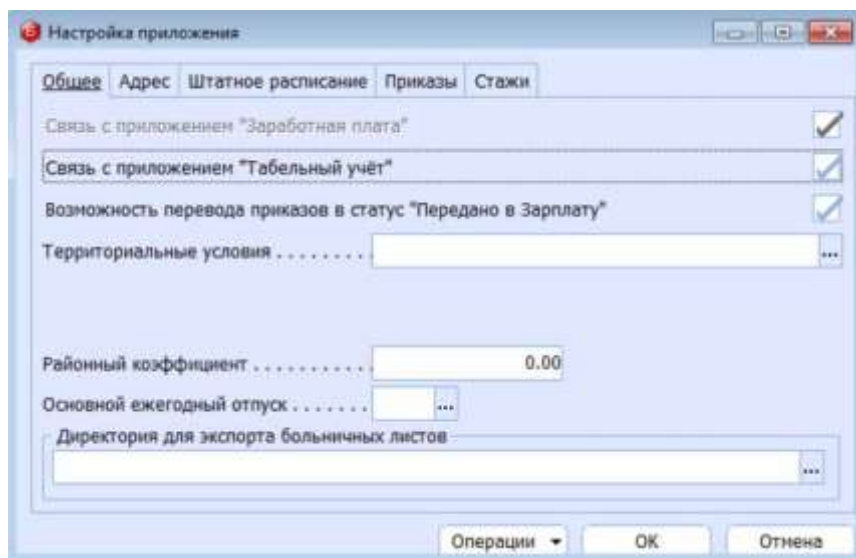 Настройка приложения
Общее Адрес Штатное расписание Приказы Стажи
Связь с приложением "Заработная плата"
Связь с приложением "Табельный учёт"
Возможность перевода приказов в статус "Передано в Зарплату"
Территориальные условия . . . . . . . . . ...
Районный коэффициент . . . . . . . . . . . 0.00
Основной ежегодный отпуск . . . . . . . ...
Директория для экспорта больничных листов
...
Операции OK Отмена